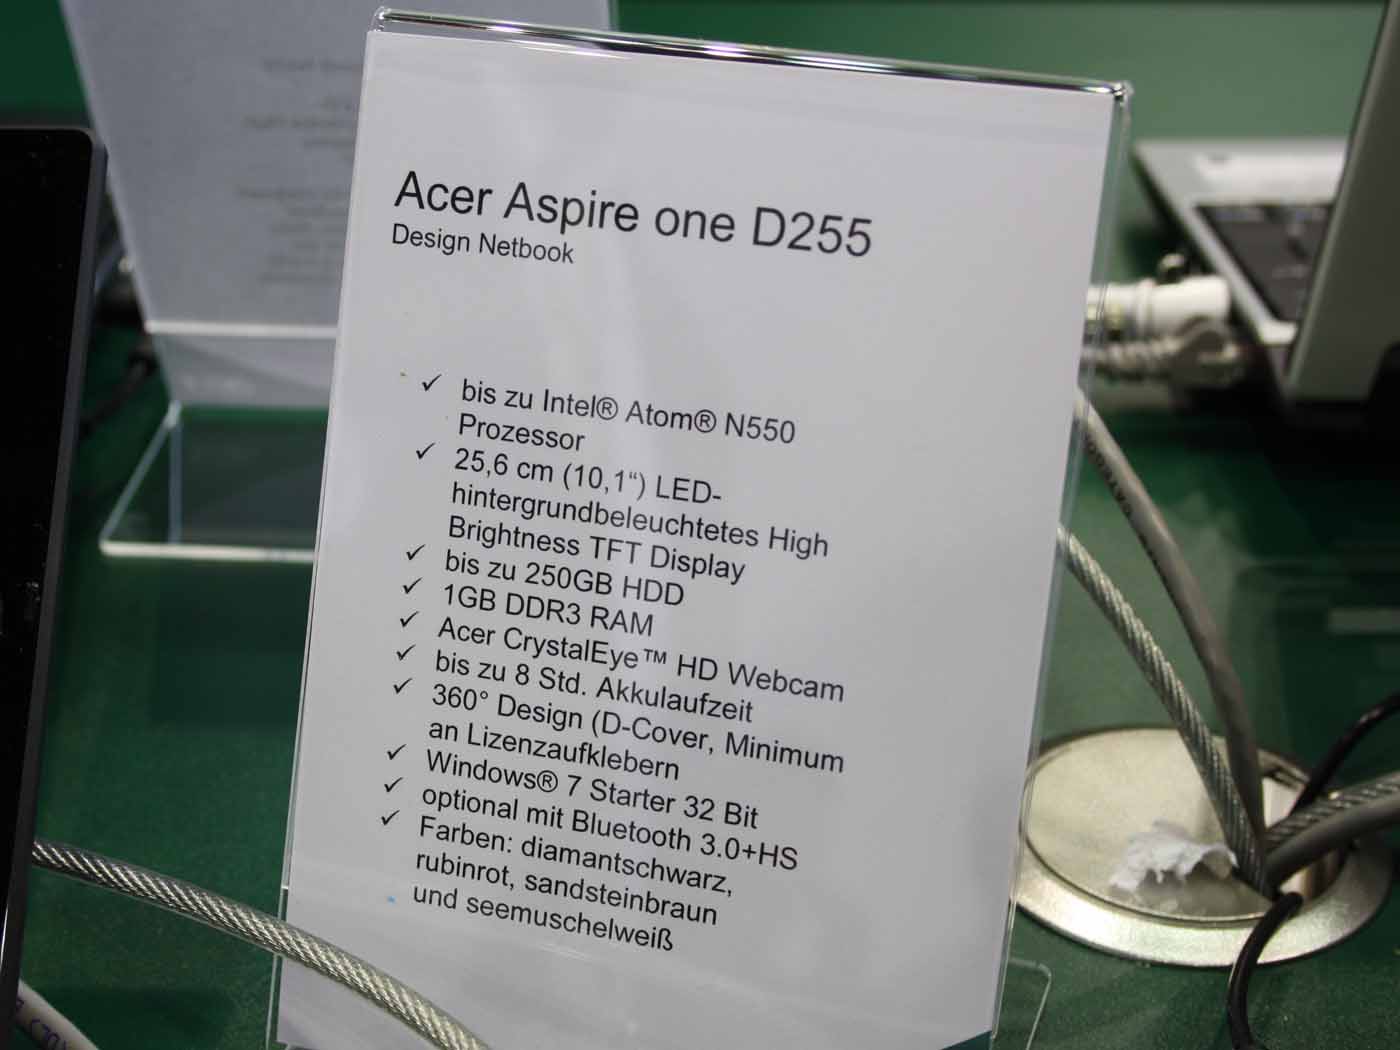 Acer Aspire one D255
Design Netbook
✓ bis zu Intel® Atom® N550
Prozessor
✓ 25,6 cm (10,1“) LED-
hintergrundbeleuchtetes High
Brightness TFT Display
✓ bis zu 250GB HDD
✓ 1GB DDR3 RAM
✓ Acer CrystalEye™ HD Webcam
✓ bis zu 8 Std. Akkulaufzeit
✓ 360° Design (D-Cover, Minimum
an Lizenzaufklebern
✓ Windows® 7 Starter 32 Bit
✓ optional mit Bluetooth 3.0+HS
✓ Farben: diamantschwarz,
rubinrot, sandsteinbraun
und seemuschelweiß